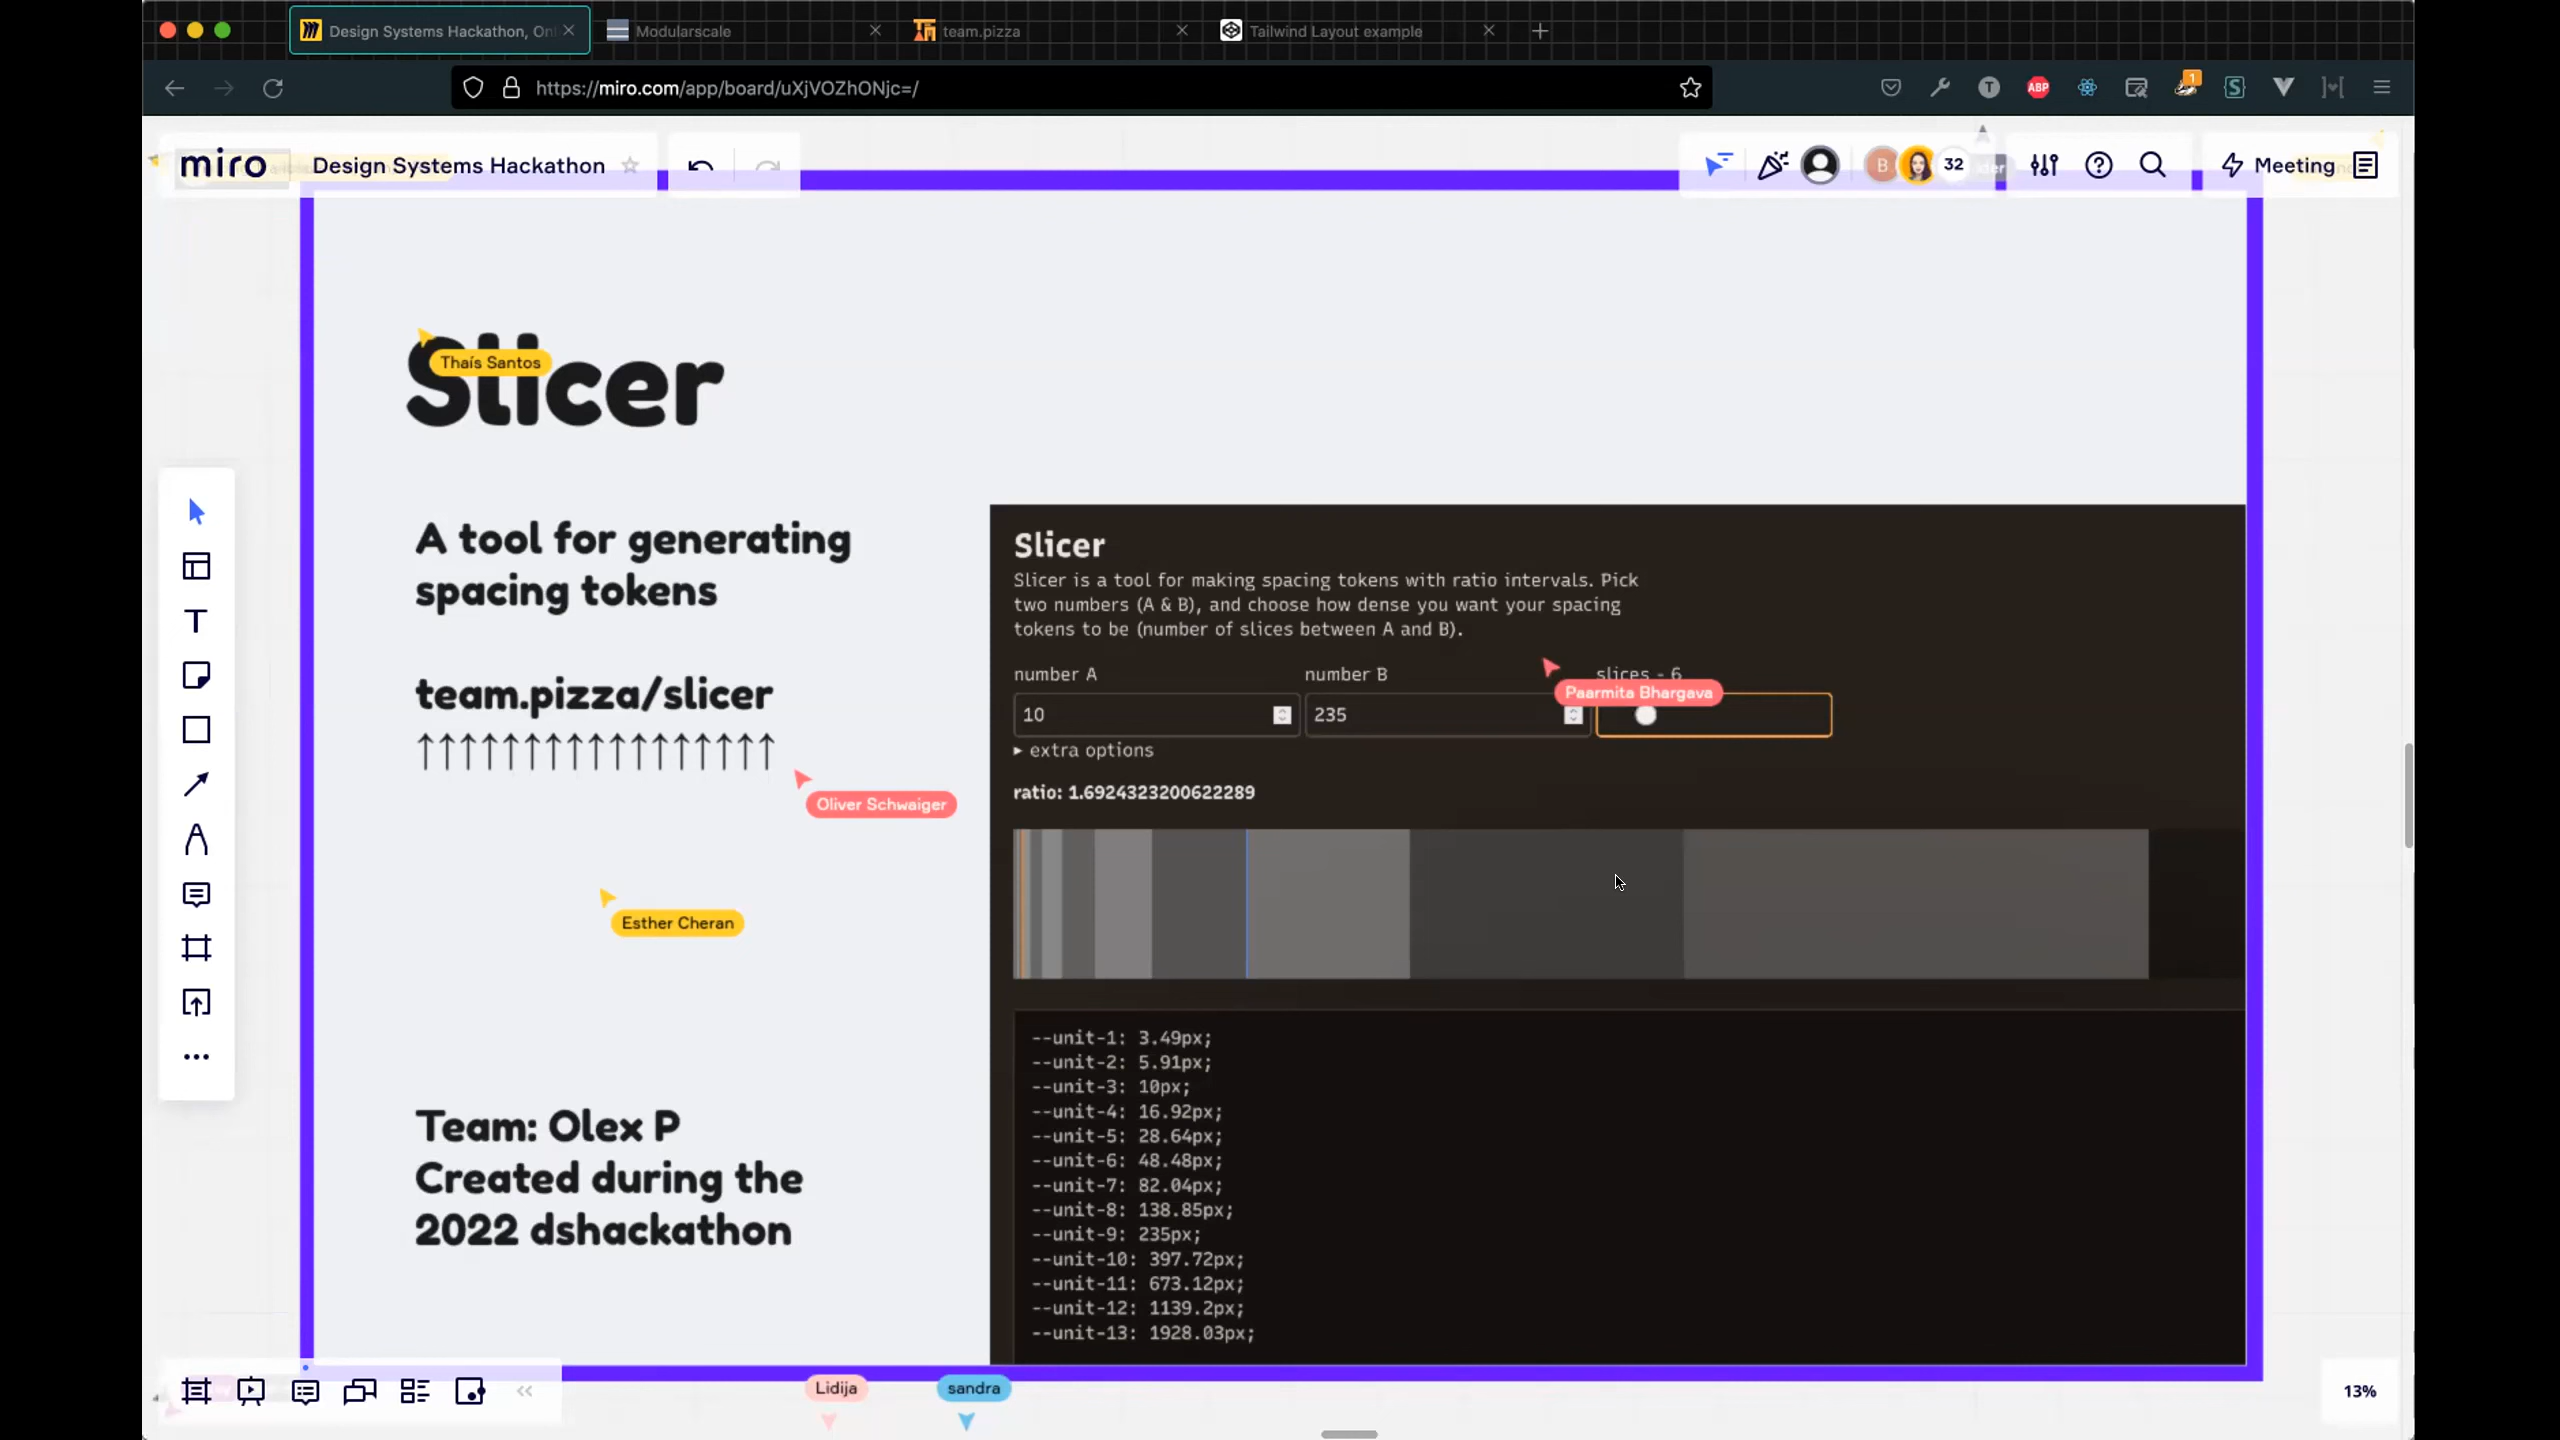 Design Systems Hackathon, Onl
Modularscale
team.pizza
Tailwind Layout example
https://miro.com/app/board/uXjVOZhONjc=/
ABP
1
miro
Design Systems Hackathon
B
32
Meeting
Slicer
Thaís Santos
A tool for generating
spacing tokens
team.pizza/slicer
↑↑↑↑↑↑↑↑↑↑↑↑↑↑↑↑↑
Oliver Schwaiger
Esther Cheran
Team: Olex P
Created during the
2022 dshackathon
Slicer
Slicer is a tool for making spacing tokens with ratio intervals. Pick
two numbers (A & B), and choose how dense you want your spacing
tokens to be (number of slices between A and B).
number A
number B
slices - 6
Paarmita Bhargava
10
235
▸ extra options
ratio: 1.6924323200622289
--unit-1: 3.49px;
--unit-2: 5.91px;
--unit-3: 10px;
--unit-4: 16.92px;
--unit-5: 28.64px;
--unit-6: 48.48px;
--unit-7: 82.04px;
--unit-8: 138.85px;
--unit-9: 235px;
--unit-10: 397.72px;
--unit-11: 673.12px;
--unit-12: 1139.2px;
--unit-13: 1928.03px;
Lidija
sandra
13%